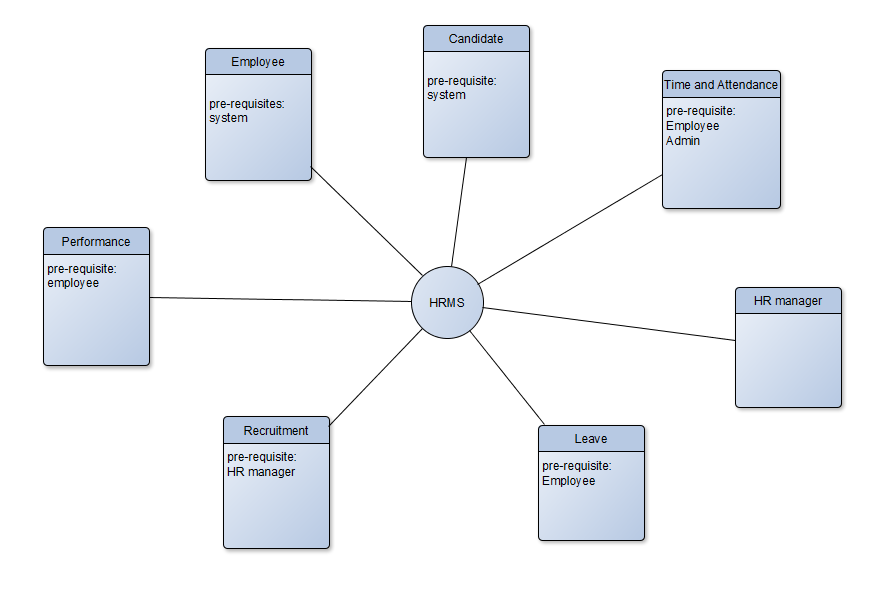 Candidate
pre-requisite:
system
Employee
pre-requisites:
system
Time and Attendance
pre-requisite:
Employee
Admin
Performance
pre-requisite:
employee
HRMS
HR manager
Recruitment
pre-requisite:
HR manager
Leave
pre-requisite:
Employee